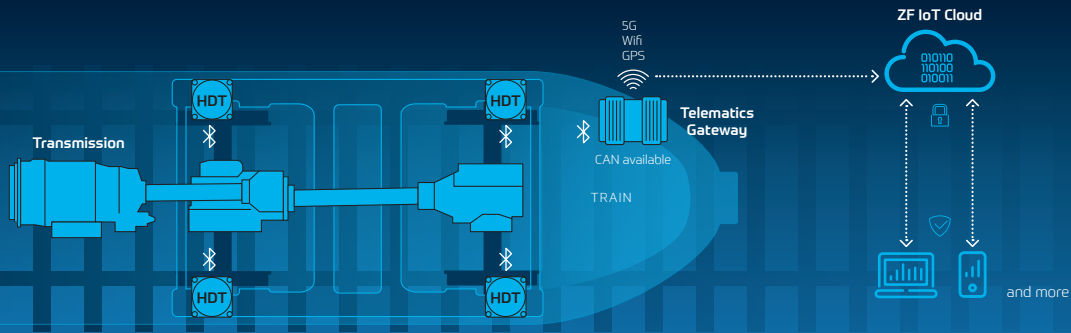 ZF IoT Cloud
5G
Wifi
GPS
010110
110100
010011
HDT
HDT
Telematics
Gateway
Transmission
CAN available
TRAIN
HDT
HDT
and more